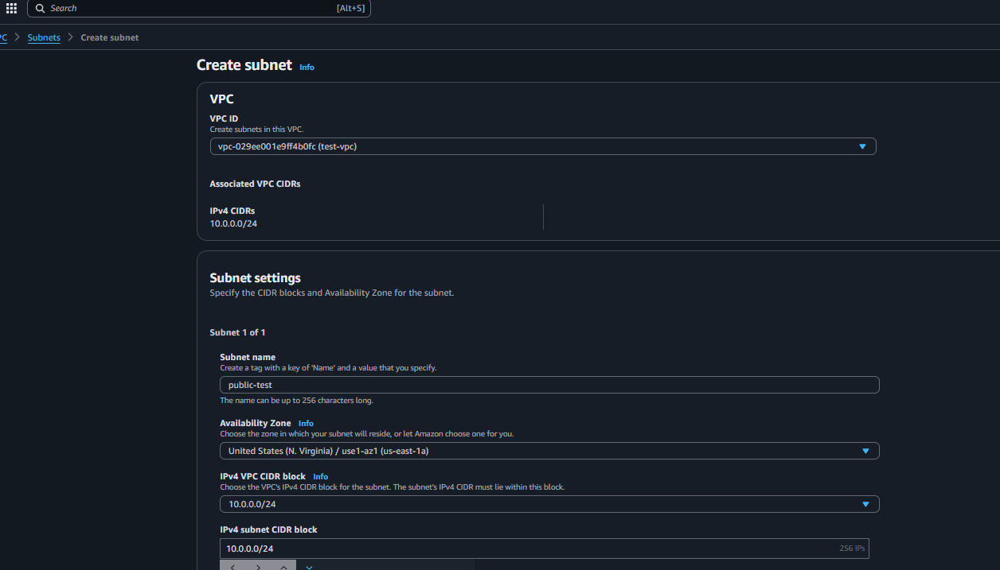 Search [Alt+S]
PC > Subnets > Create subnet
Create subnet Info
VPC
VPC ID
Create subnets in this VPC.
vpc-029ee001e9ff4b0fc (test-vpc)
Associated VPC CIDRs
IPv4 CIDRs
10.0.0.0/24
Subnet settings
Specify the CIDR blocks and Availability Zone for the subnet.
Subnet 1 of 1
Subnet name
Create a tag with a key of 'Name' and a value that you specify.
public-test
The name can be up to 256 characters long.
Availability Zone Info
Choose the zone in which your subnet will reside, or let Amazon choose one for you.
United States (N. Virginia) / use1-az1 (us-east-1a)
IPv4 VPC CIDR block Info
Choose the VPC's IPv4 CIDR block for the subnet. The subnet's IPv4 CIDR must lie within this block.
10.0.0.0/24
IPv4 subnet CIDR block
10.0.0.0/24 256 IPs